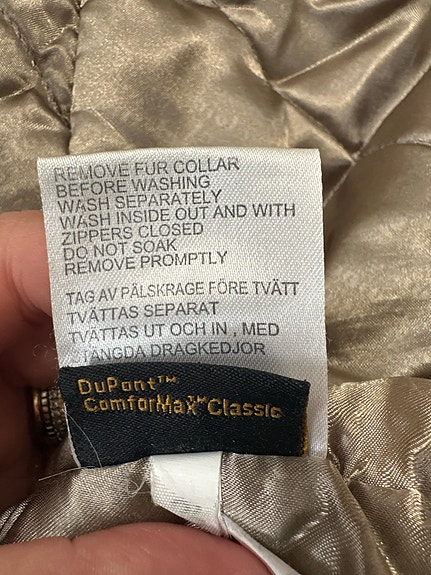 REMOVE FUR COLLAR
BEFORE WASHING
WASH SEPARATELY
WASH INSIDE OUT AND WITH
ZIPPERS CLOSED
DO NOT SOAK
REMOVE PROMPTLY
TAG AV PÄLSKRAGE FÖRE TVÄTT
TVÄTTAS SEPARAT
TVÄTTAS UT OCH IN , MED
STÄNGDA DRAGKEDJOR
DuPont™
ComforMax™ Classic